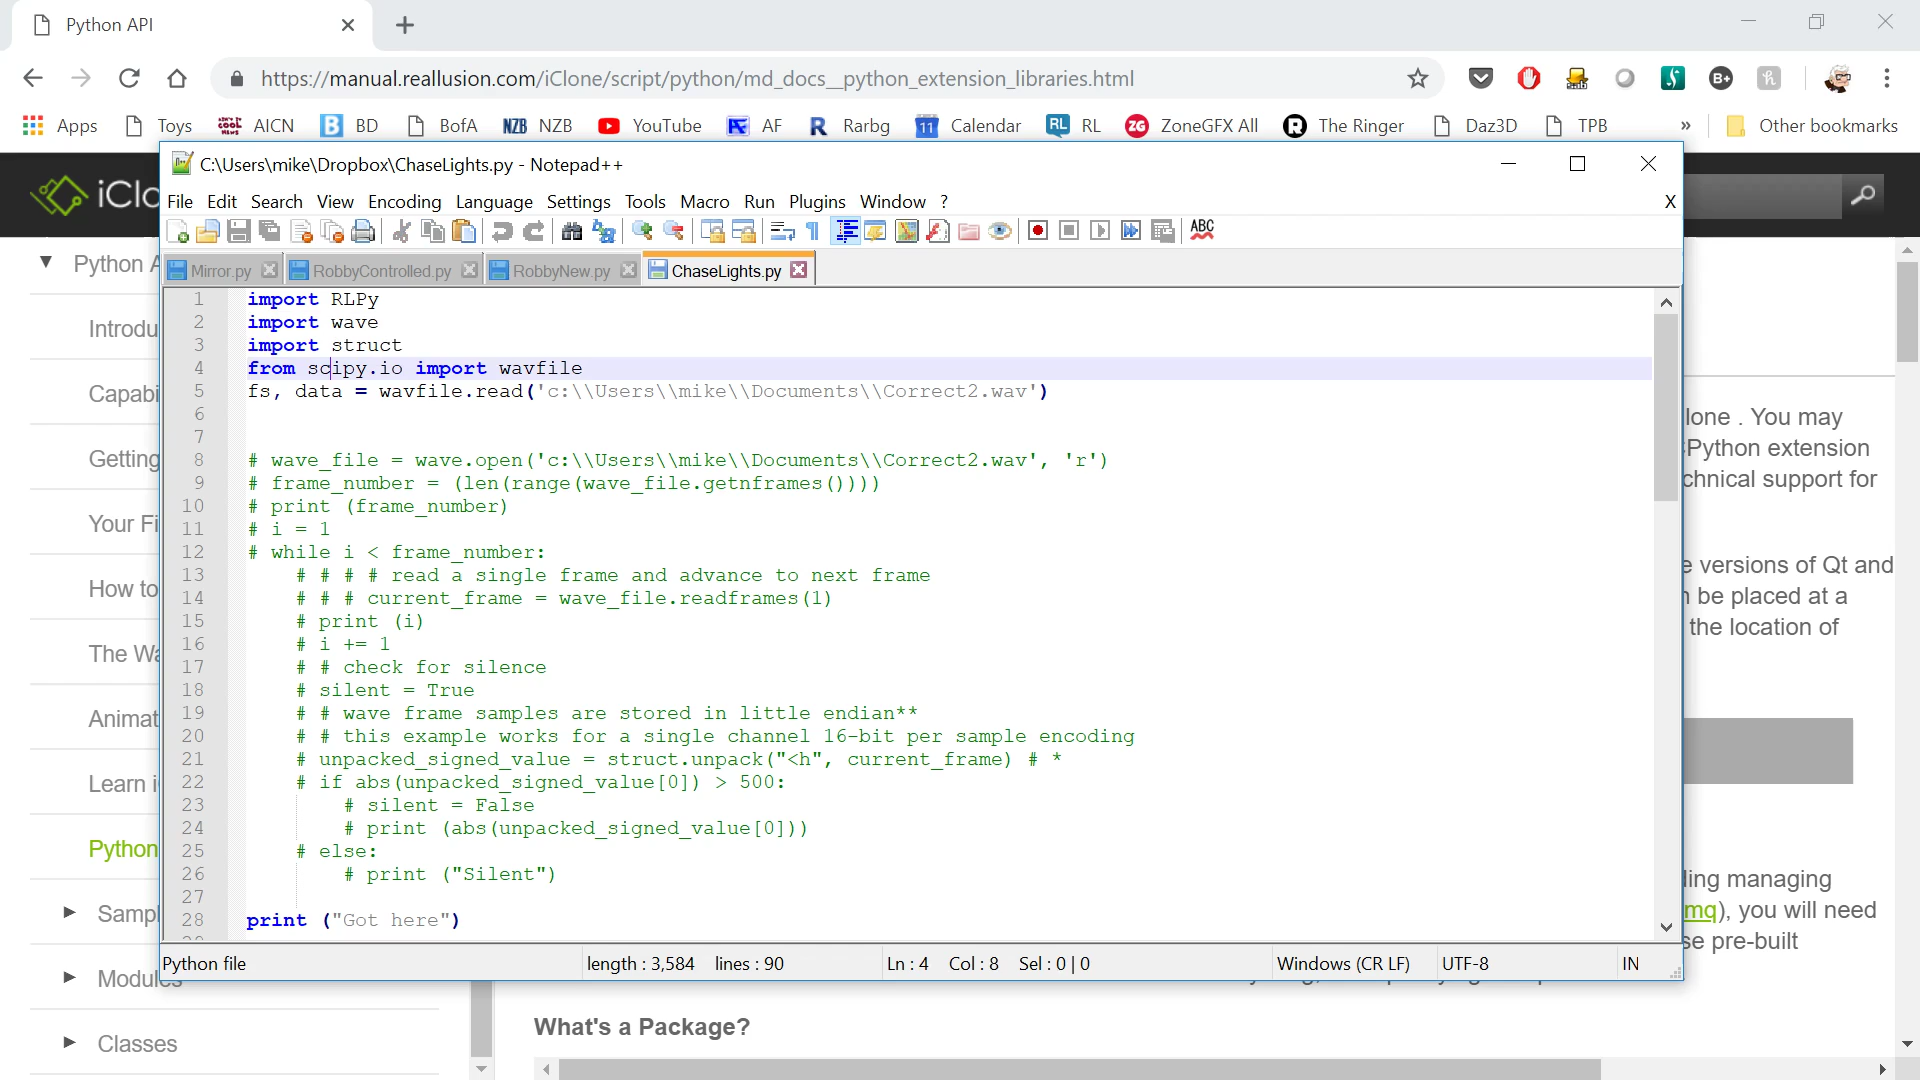 Python API
https://manual.reallusion.com/iClone/script/python/md_docs__python_extension_libraries.html
Apps Toys AICN BD BofA NZB NZB YouTube AF Rarbg 11 Calendar RL RL ZG ZoneGFX All The Ringer Daz3D TPB » Other bookmarks
C:\Users\mike\Dropbox\ChaseLights.py - Notepad++
iClo
File Edit Search View Encoding Language Settings Tools Macro Run Plugins Window ? X
ABC
Mirror.py RobbyControlled.py RobbyNew.py ChaseLights.py
Python A
Introdu
Capabi
Getting
Your Fi
How to
The Wa
Animat
Learn i
Python
Sampl
Modules
Classes
1 import RLPy
2 import wave
3 import struct
4 from scipy.io import wavfile
5 fs, data = wavfile.read('c:\\Users\\mike\\Documents\\Correct2.wav')
6
7
8 # wave_file = wave.open('c:\\Users\\mike\\Documents\\Correct2.wav', 'r')
9 # frame_number = (len(range(wave_file.getnframes())))
10 # print (frame_number)
11 # i = 1
12 # while i < frame_number:
13 # # # # read a single frame and advance to next frame
14 # # # current_frame = wave_file.readframes(1)
15 # print (i)
16 # i += 1
17 # # check for silence
18 # silent = True
19 # # wave frame samples are stored in little endian**
20 # # this example works for a single channel 16-bit per sample encoding
21 # unpacked_signed_value = struct.unpack("<h", current_frame) # *
22 # if abs(unpacked_signed_value[0]) > 500:
23 # silent = False
24 # print (abs(unpacked_signed_value[0]))
25 # else:
26 # print ("Silent")
27
28 print ("Got here")
Python file length : 3,584 lines : 90 Ln : 4 Col : 8 Sel : 0 | 0 Windows (CR LF) UTF-8 IN
lone . You may
CPython extension
chnical support for
e versions of Qt and
n be placed at a
the location of
ling managing
mq), you will need
se pre-built
What's a Package?